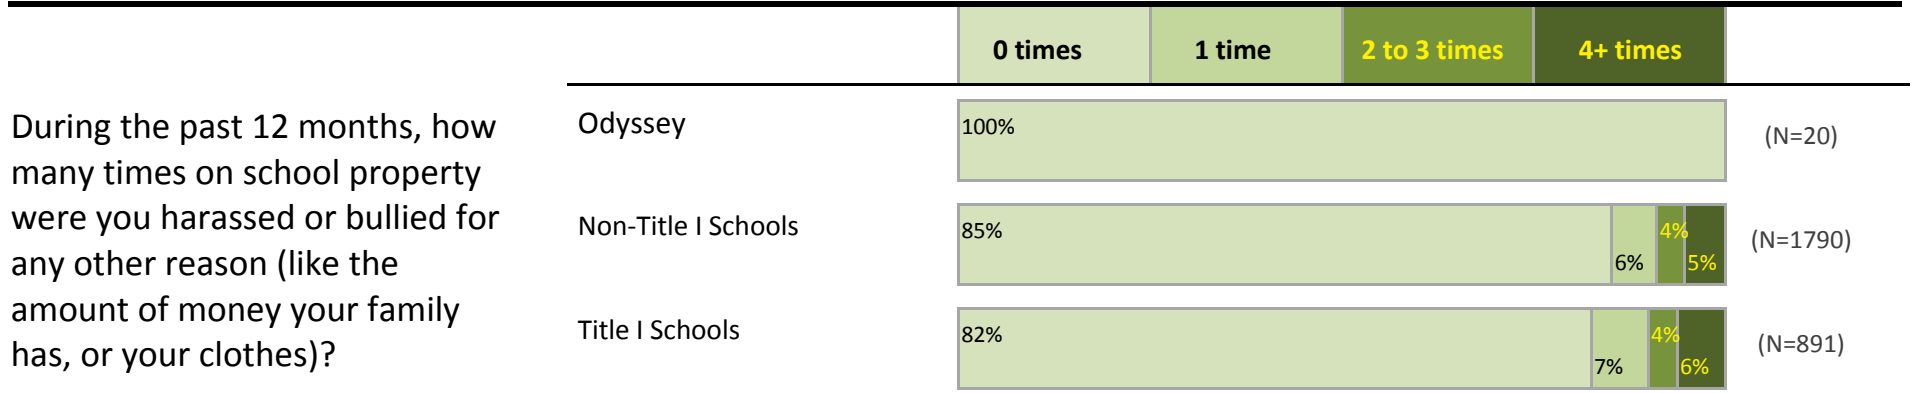 0 times 1 time 2 to 3 times 4+ times
During the past 12 months, how
many times on school property
were you harassed or bullied for
any other reason (like the
amount of money your family
has, or your clothes)?
Odyssey 100% (N=20)
Non-Title I Schools 85% 6% 4% 5% (N=1790)
Title I Schools 82% 7% 4% 6% (N=891)